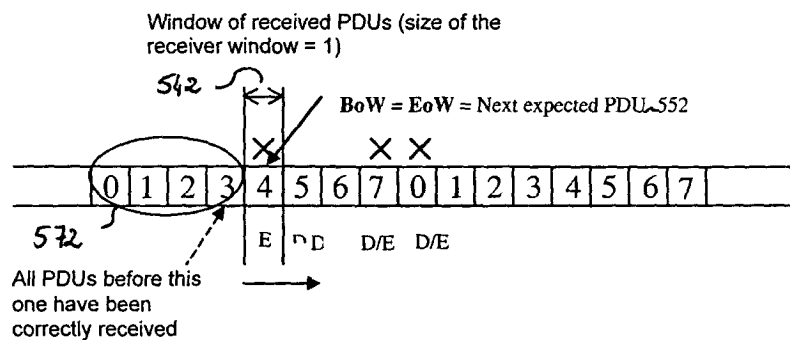 Window of received PDUs (size of the
receiver window = 1)
542
BoW = EoW = Next expected PDU 552
0 1 2 3 4 5 6 7 0 1 2 3 4 5 6 7
572
E D D D/E D/E
All PDUs before this
one have been
correctly received